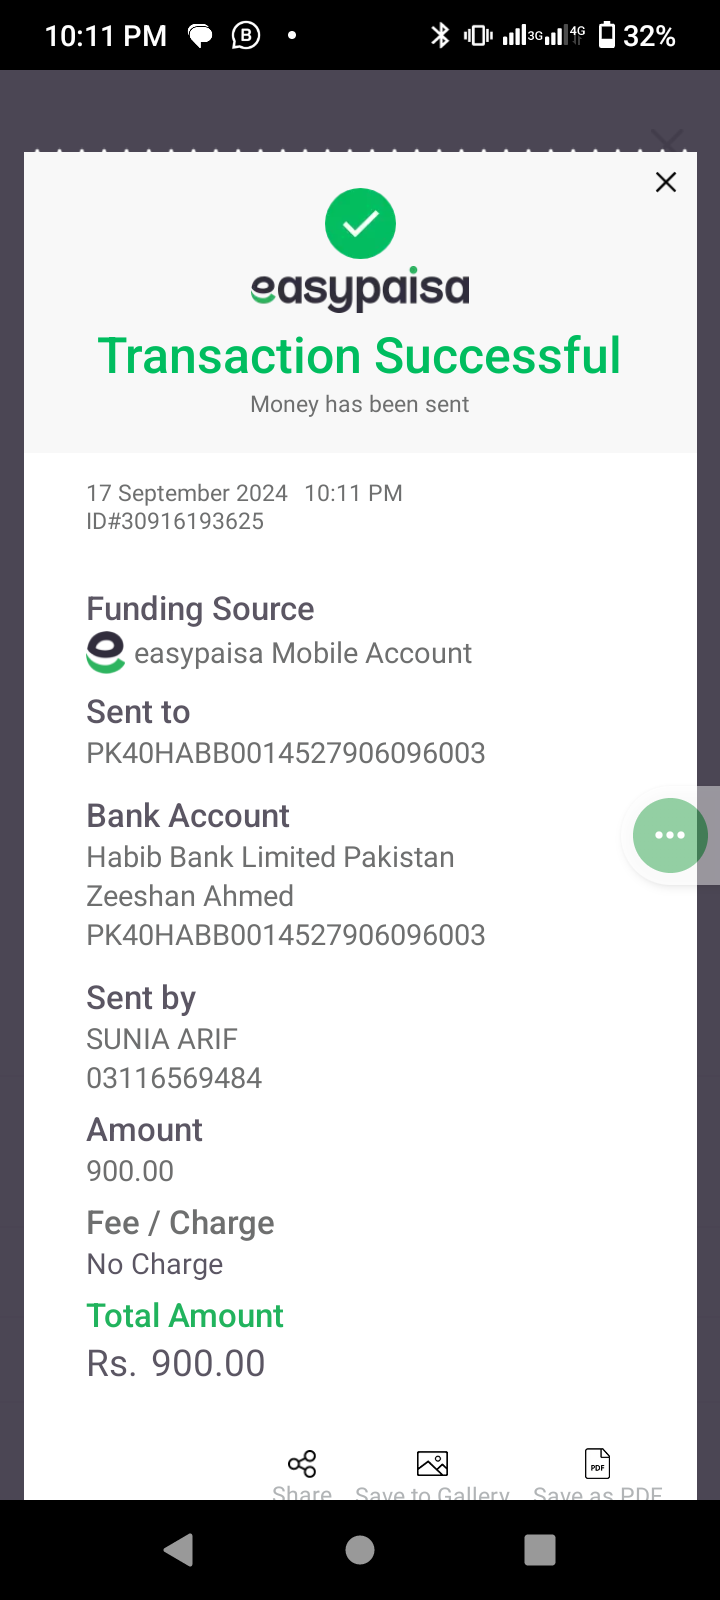 10:11 PM
B
3G
4G
32%
easypaisa
Transaction Successful
Money has been sent
17 September 2024 10:11 PM
ID#30916193625
Funding Source
easypaisa Mobile Account
Sent to
PK40HABB0014527906096003
Bank Account
Habib Bank Limited Pakistan
Zeeshan Ahmed
PK40HABB0014527906096003
Sent by
SUNIA ARIF
03116569484
Amount
900.00
Fee / Charge
No Charge
Total Amount
Rs. 900.00
PDF
Share Save to Gallery Save as PDF